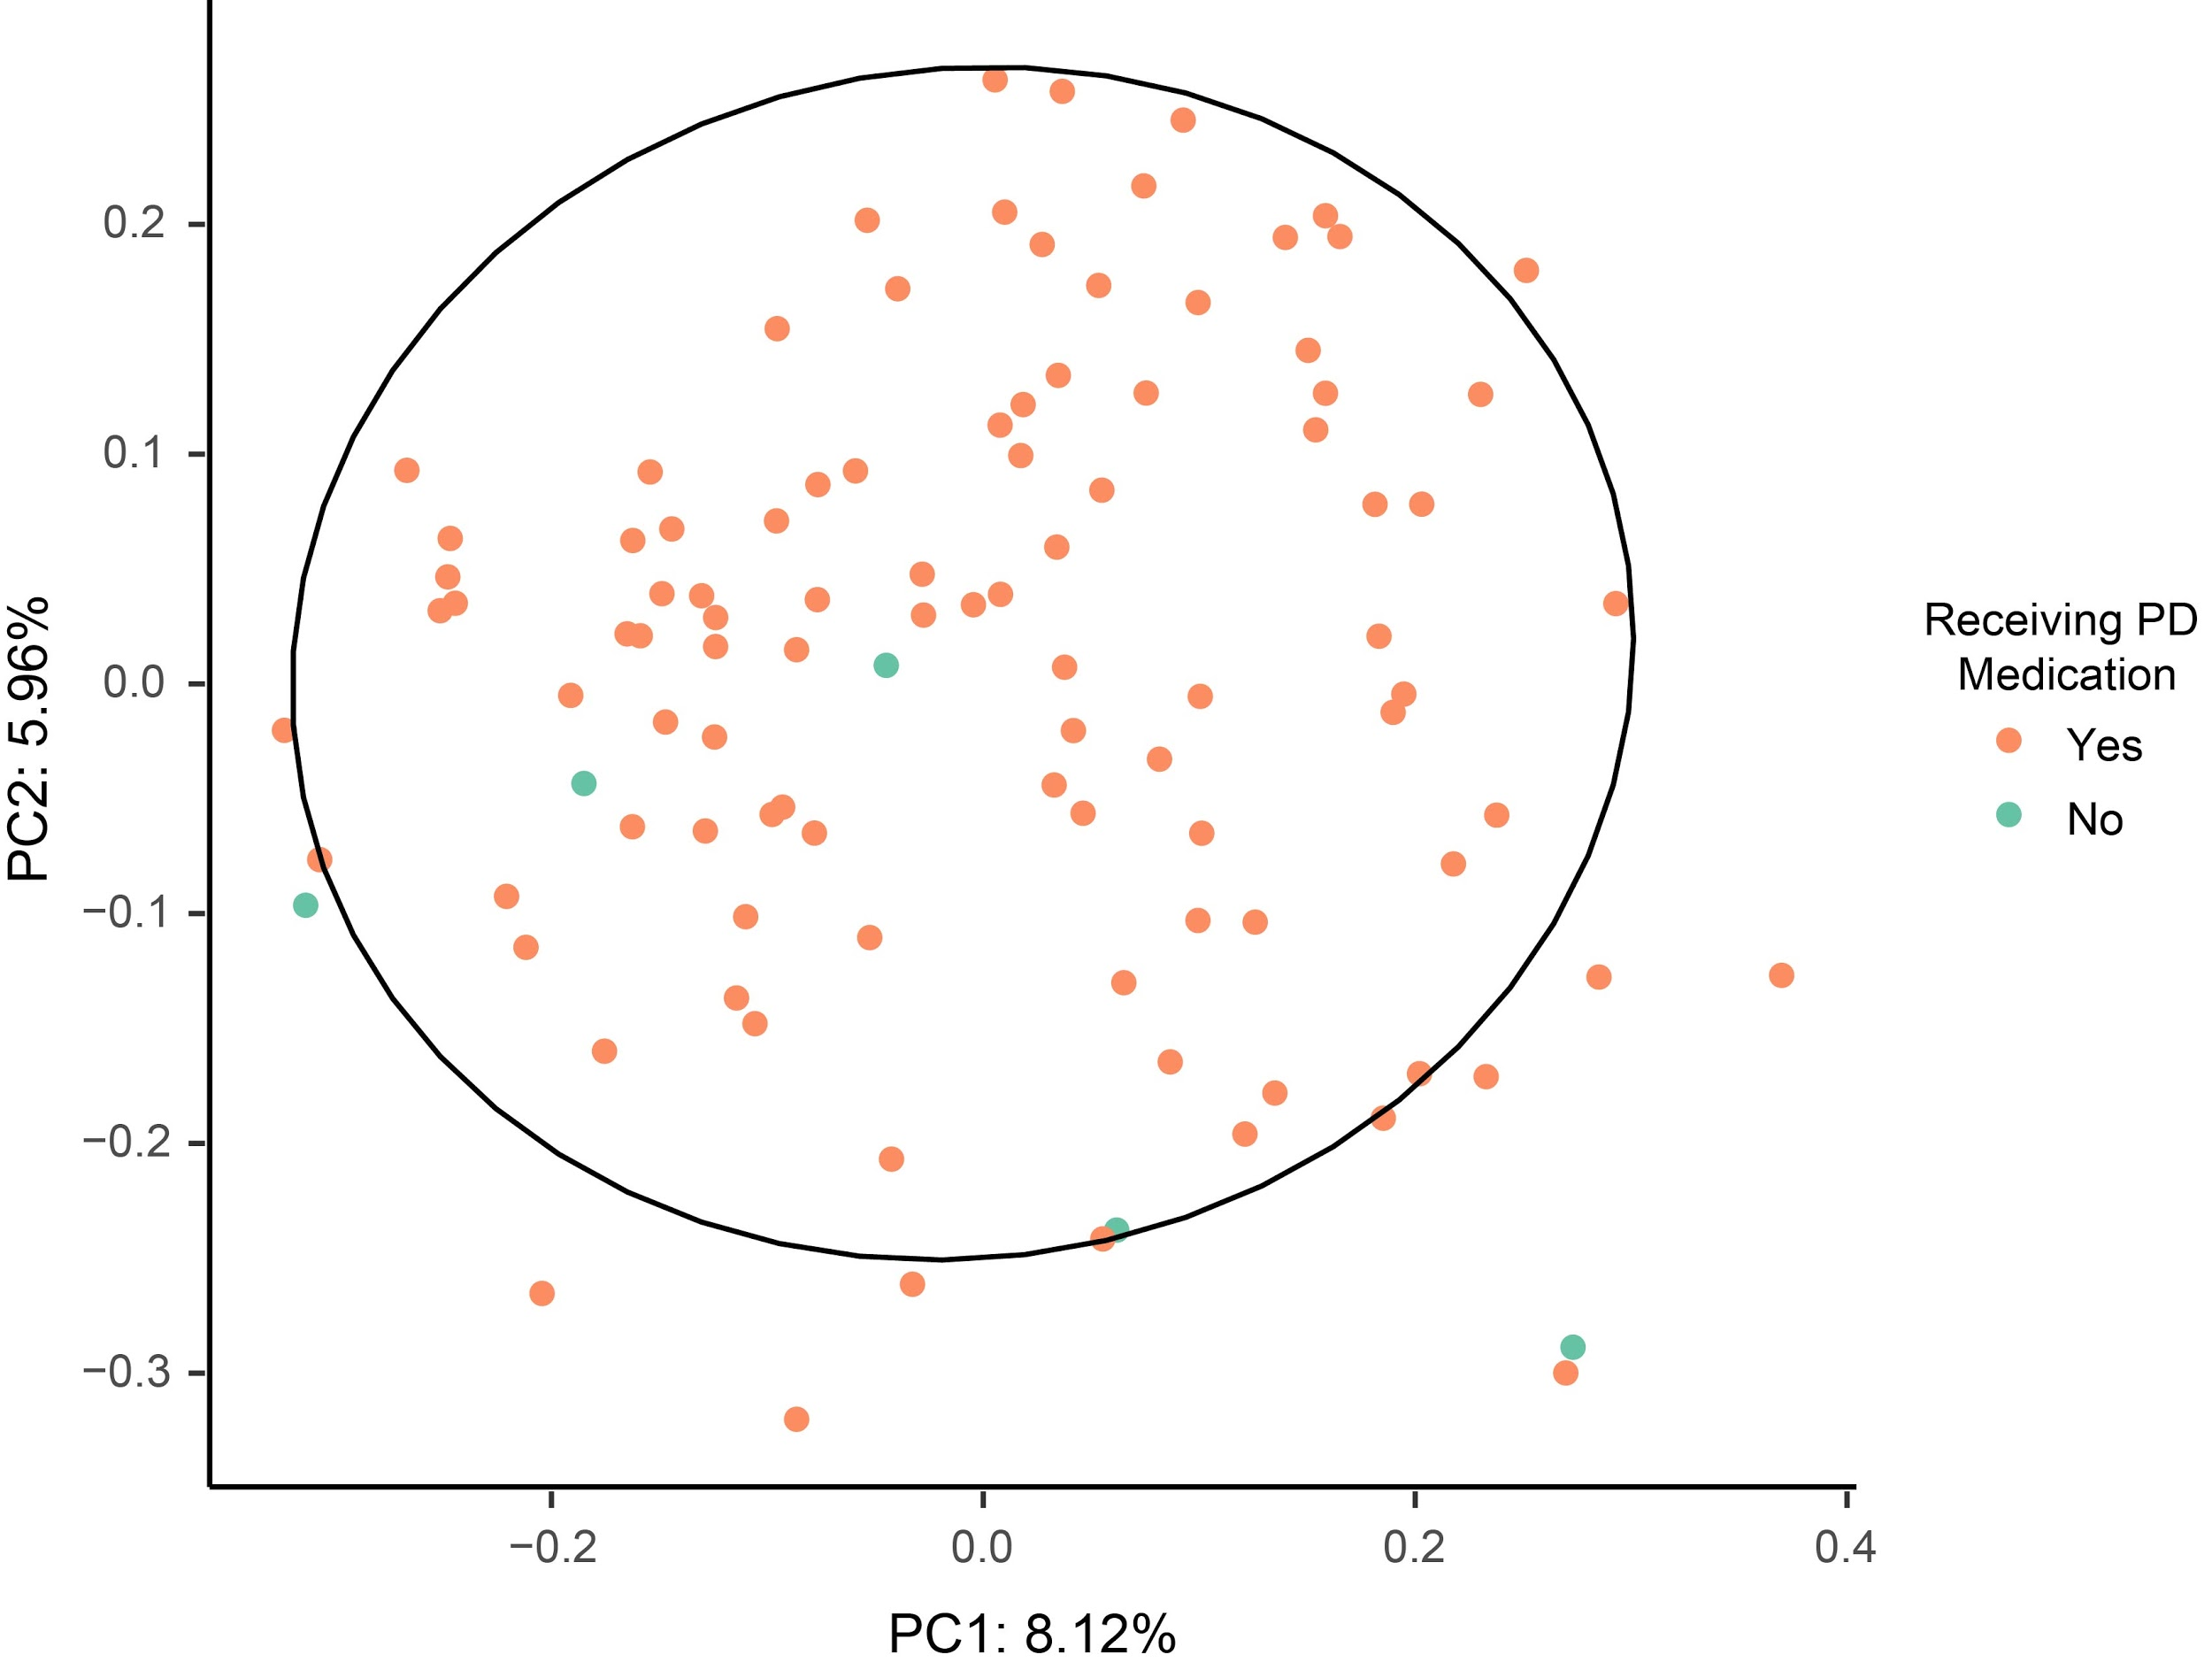 PC2: 5.96%
0.2
0.1
0.0
−0.1
−0.2
−0.3
−0.2
0.0
0.2
0.4
PC1: 8.12%
Receiving PD
Medication
Yes
No